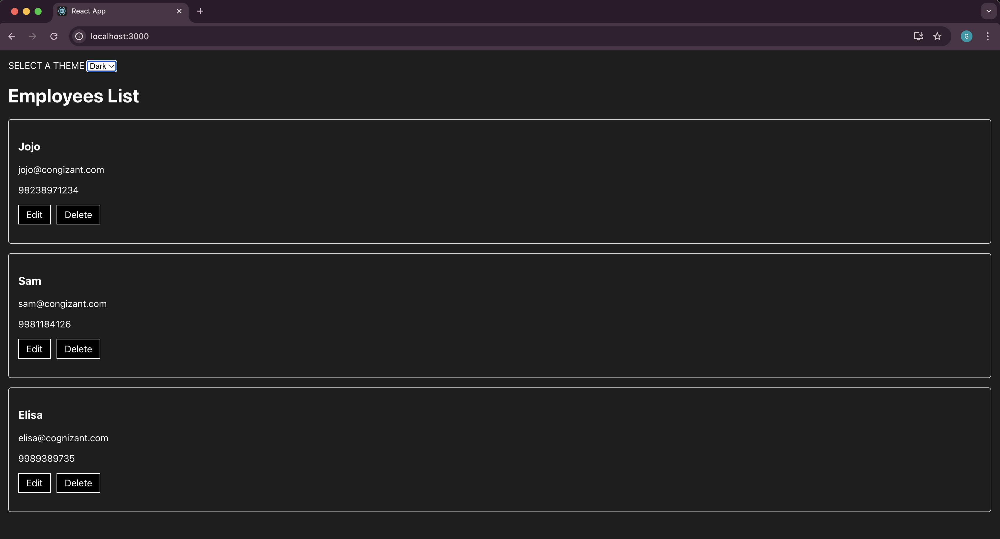 React App
localhost:3000
G
SELECT A THEME Dark
Employees List
Jojo
jojo@congizant.com
98238971234
Edit Delete
Sam
sam@congizant.com
9981184126
Edit Delete
Elisa
elisa@cognizant.com
9989389735
Edit Delete